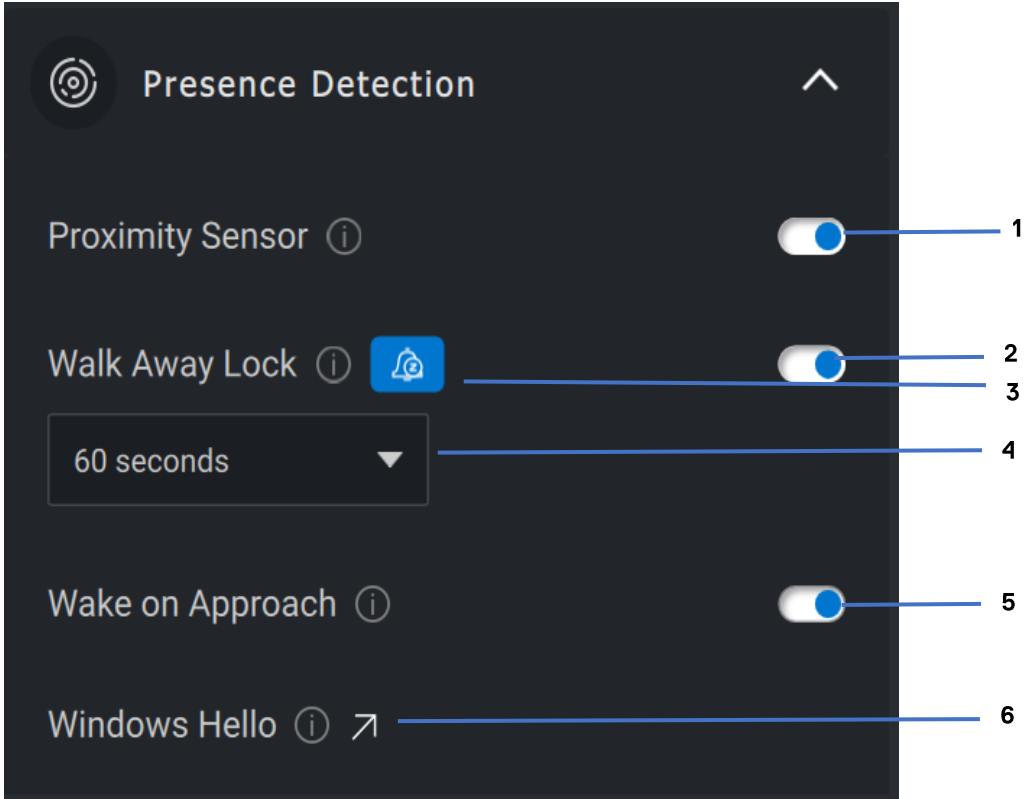 Presence Detection
Proximity Sensor
1
Walk Away Lock
2
3
60 seconds
4
Wake on Approach
5
Windows Hello
6